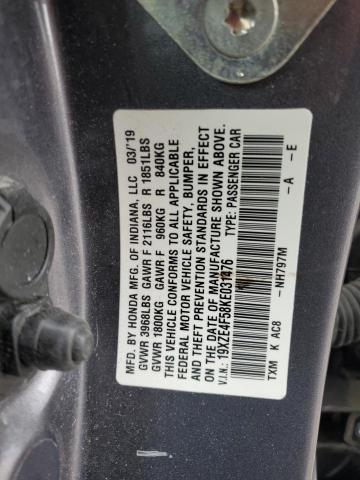 MFD. BY HONDA MFG. OF INDIANA, LLC 03/'19
GVWR 3968LBS GAWR F 2116LBS R 1851LBS
GVWR 1800KG GAWR F 960KG R 840KG
THIS VEHICLE CONFORMS TO ALL APPLICABLE
FEDERAL MOTOR VEHICLE SAFETY, BUMPER,
AND THEFT PREVENTION STANDARDS IN EFFECT
ON THE DATE OF MANUFACTURE SHOWN ABOVE.
V.I.N.: 19XZE4F58KE031476 TYPE: PASSENGER CAR
TXM K AC8 -NH797M -A -E